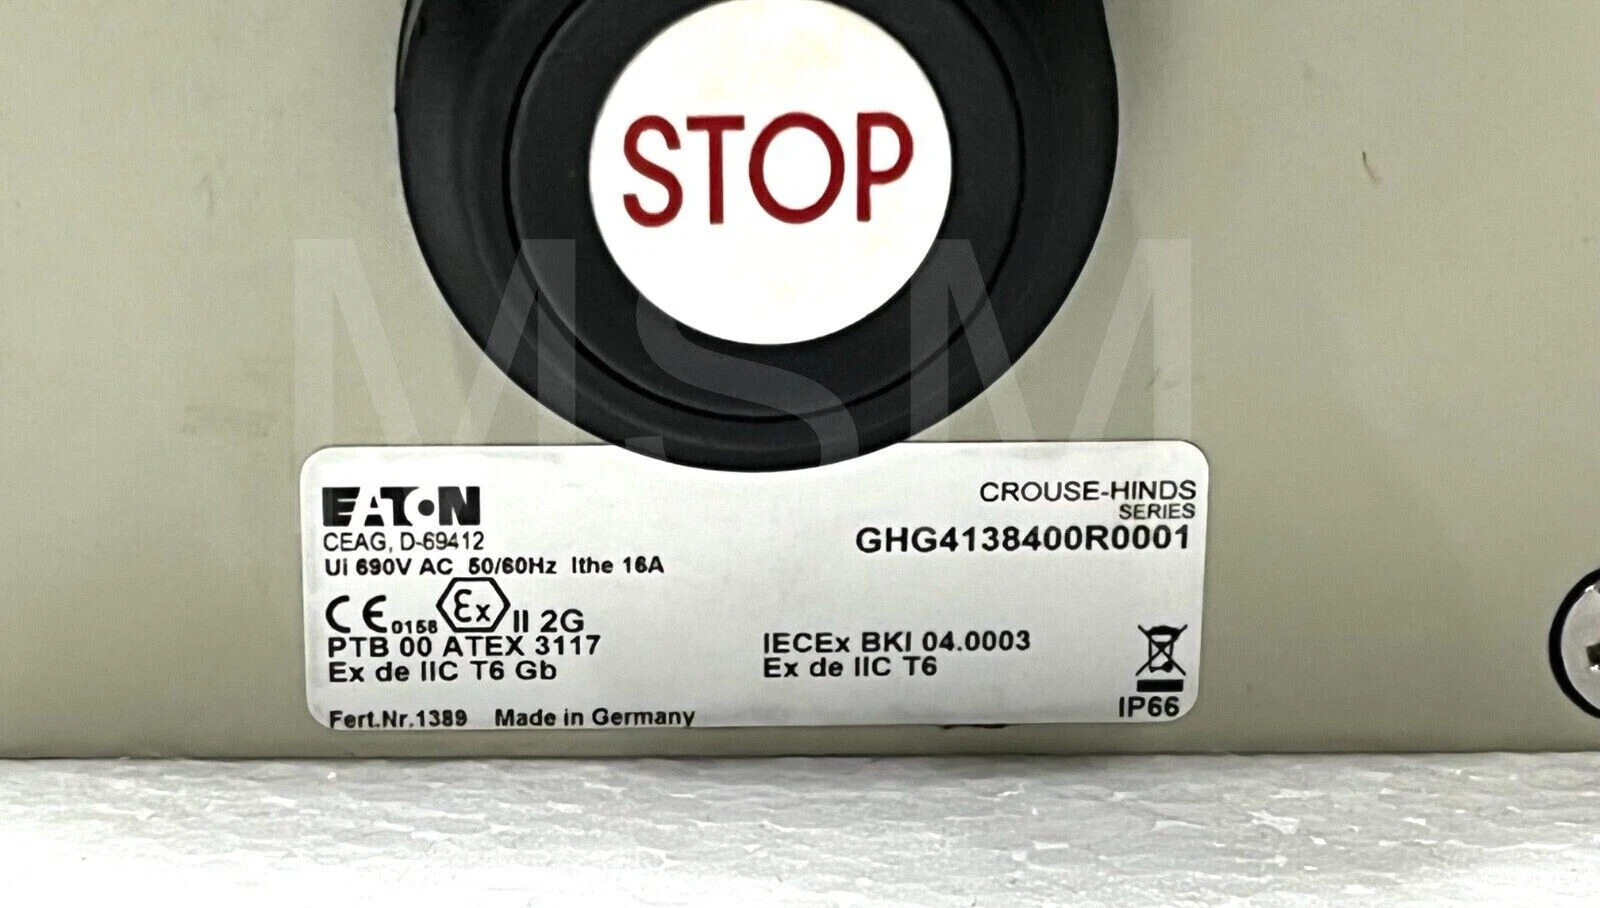 STOP
MSM
EATON
CEAG, D-69412
Ui 690V AC 50/60Hz Ithe 16A
CE 0158 Ex II 2G
PTB 00 ATEX 3117
Ex de IIC T6 Gb
Fert.Nr.1389 Made in Germany
CROUSE-HINDS
SERIES
GHG4138400R0001
IECEx BKI 04.0003
Ex de IIC T6
IP66